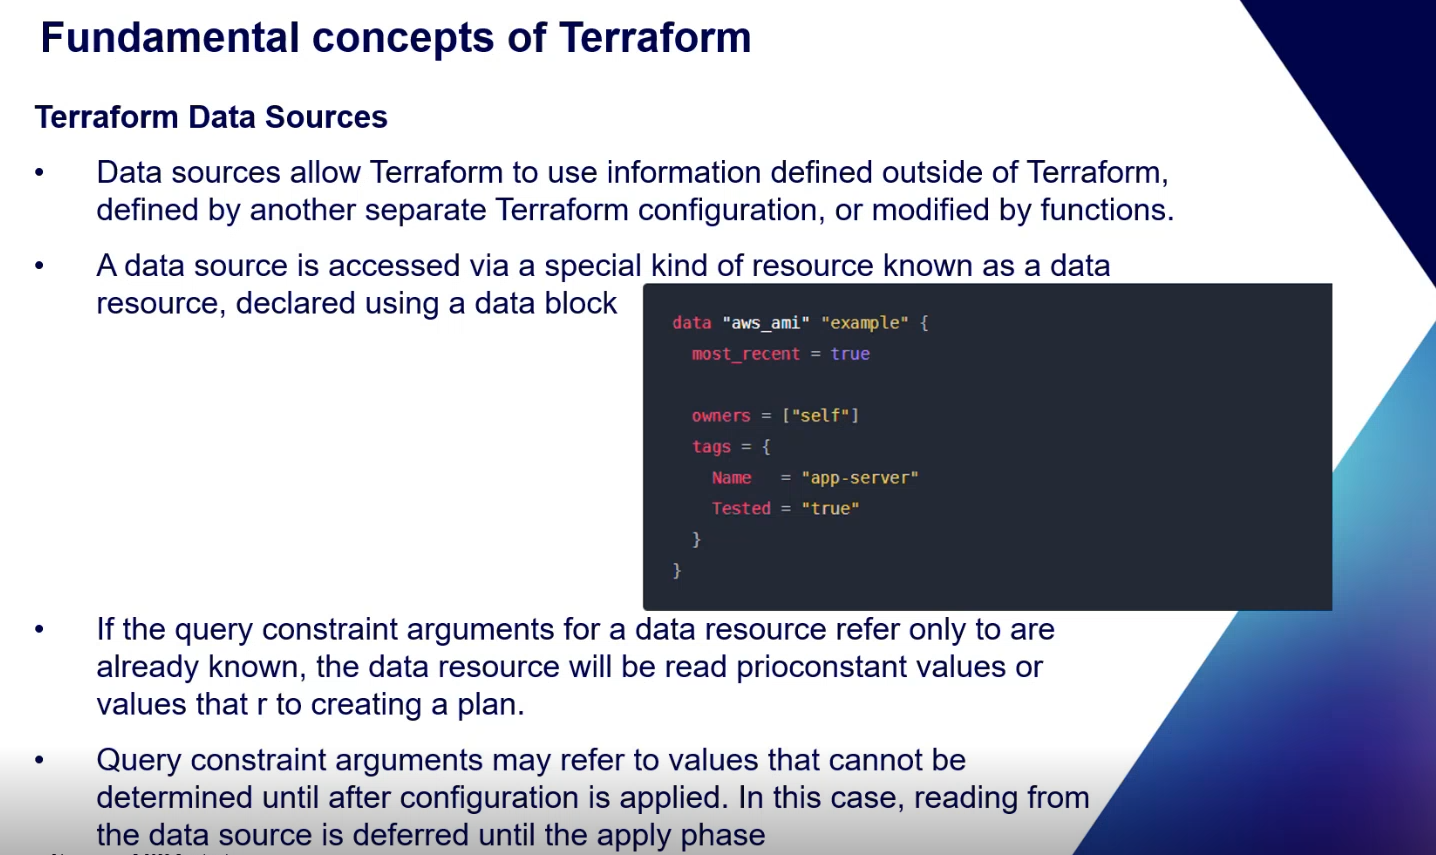 Fundamental concepts of Terraform
Terraform Data Sources
• Data sources allow Terraform to use information defined outside of Terraform,
defined by another separate Terraform configuration, or modified by functions.
• A data source is accessed via a special kind of resource known as a data
resource, declared using a data block
data "aws_ami" "example" {
  most_recent = true

  owners = ["self"]
  tags = {
    Name   = "app-server"
    Tested = "true"
  }
}
• If the query constraint arguments for a data resource refer only to are
already known, the data resource will be read prioconstant values or
values that r to creating a plan.
• Query constraint arguments may refer to values that cannot be
determined until after configuration is applied. In this case, reading from
the data source is deferred until the apply phase